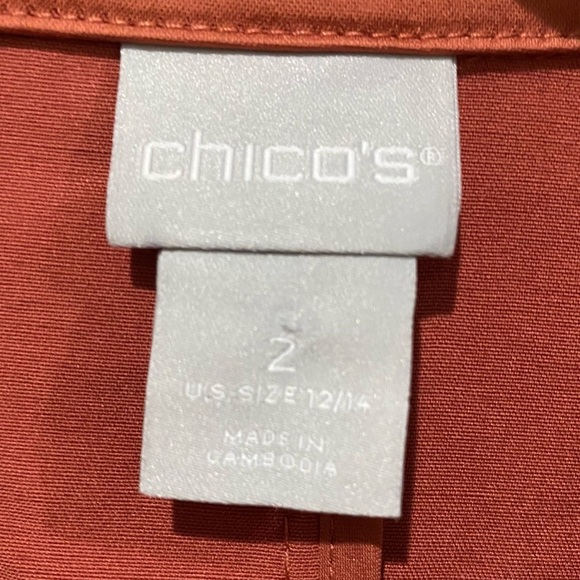 chico's®
2
U.S. SIZE 12/14
MADE IN
CAMBODIA